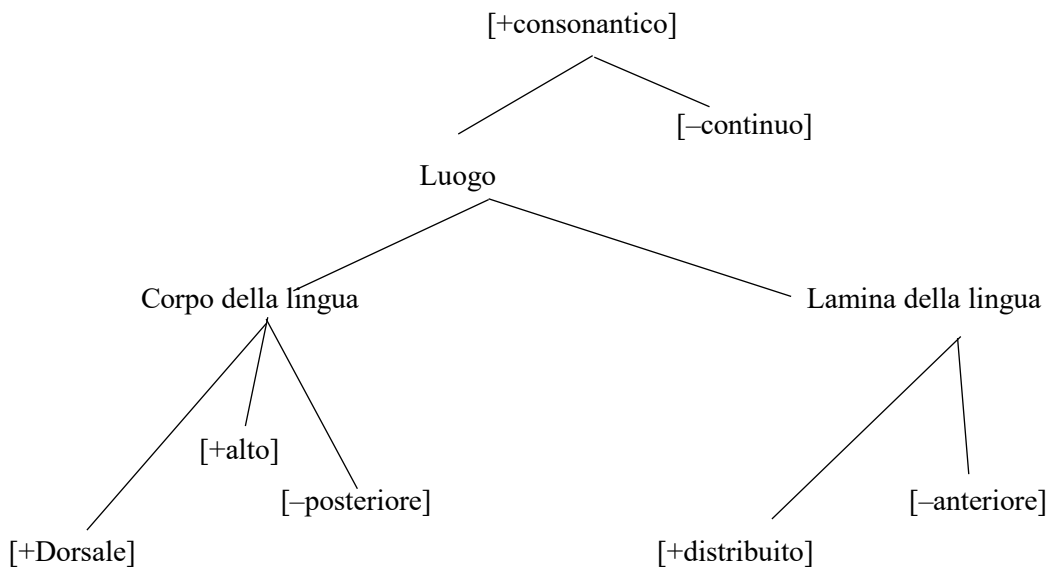 [+consonantico]
[–continuo]
Luogo
Corpo della lingua
Lamina della lingua
[+alto]
[–posteriore]
[–anteriore]
[+Dorsale]
[+distribuito]